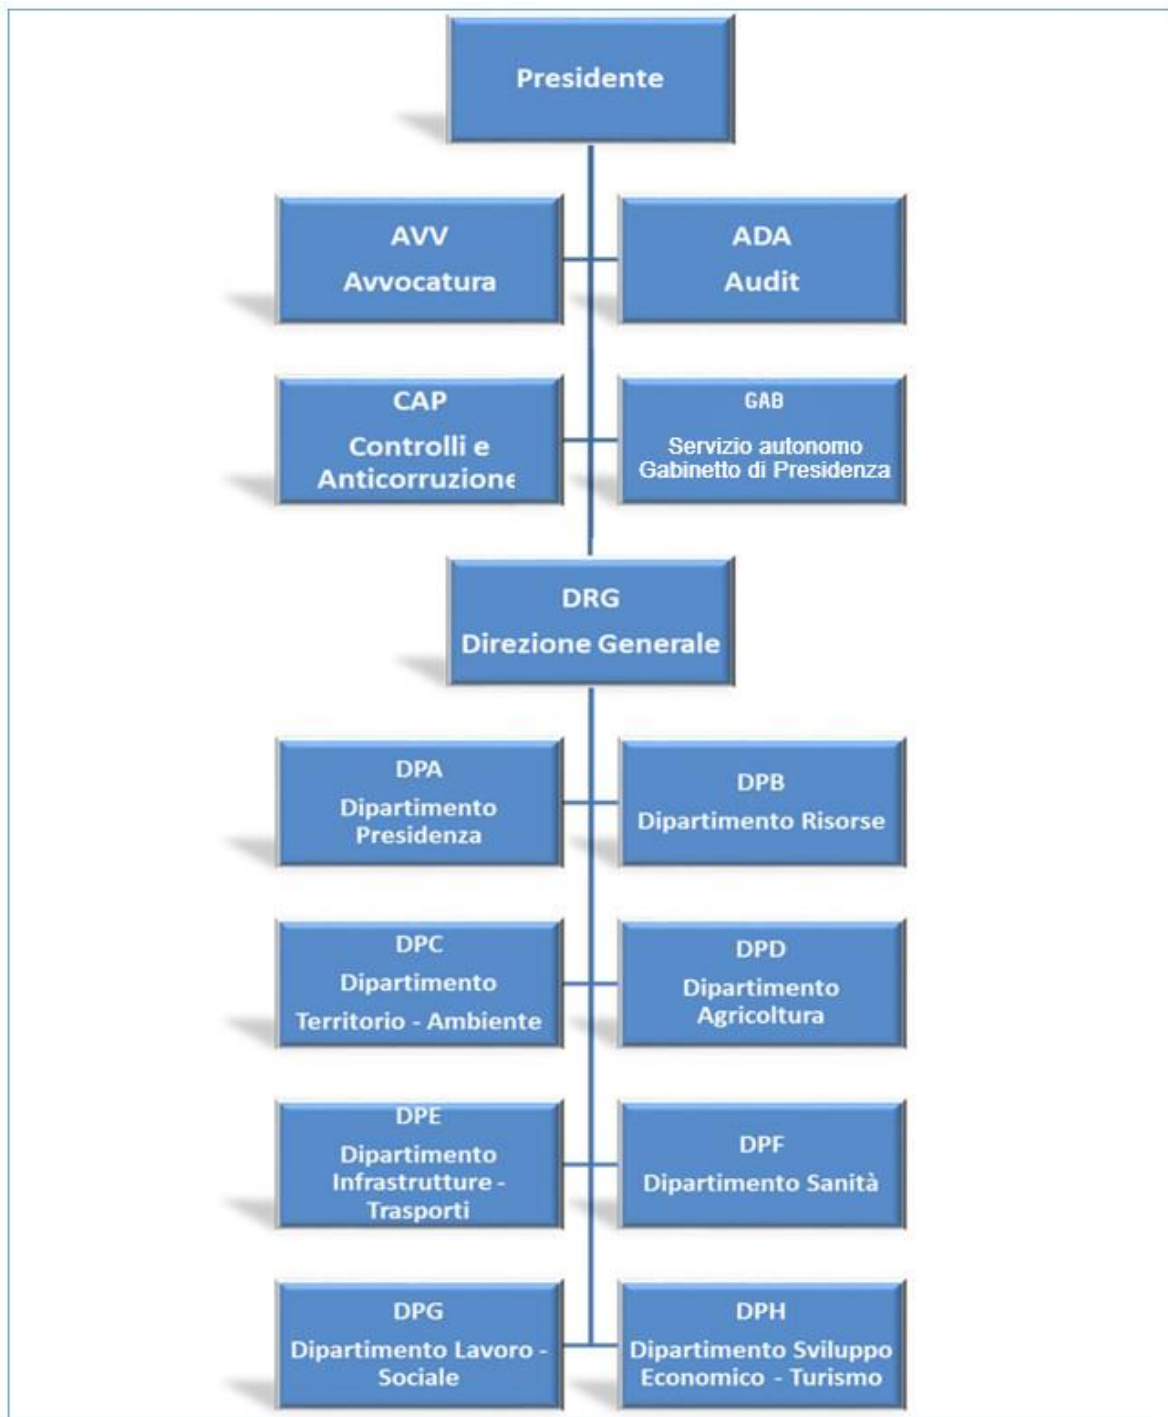 Presidente
AVV
Avvocatura
ADA
Audit
CAP
Controlli e
Anticorruzione
GAB
Servizio autonomo
Gabinetto di Presidenza
DRG
Direzione Generale
DPA
Dipartimento
Presidenza
DPB
Dipartimento Risorse
DPC
Dipartimento
Territorio - Ambiente
DPD
Dipartimento
Agricoltura
DPE
Dipartimento
Infrastrutture -
Trasporti
DPF
Dipartimento Sanità
DPG
Dipartimento Lavoro -
Sociale
DPH
Dipartimento Sviluppo
Economico - Turismo